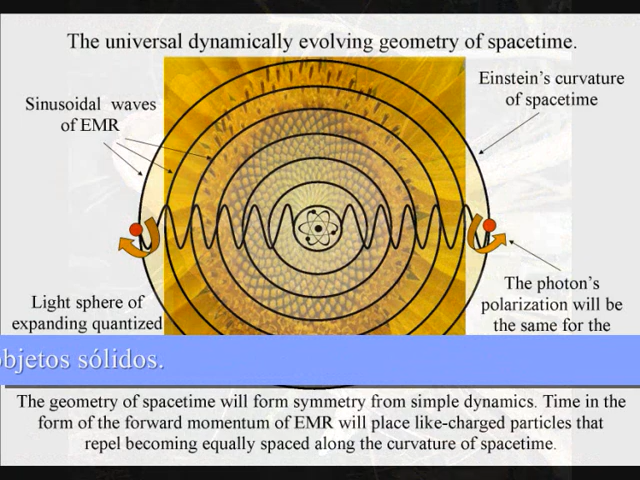 The universal dynamically evolving geometry of spacetime.
Einstein's curvature
of spacetime
Sinusoidal waves
of EMR
The photon's
polarization will be
the same for the
Light sphere of
expanding quantized
objetos sólidos.
The geometry of spacetime will form symmetry from simple dynamics. Time in the
form of the forward momentum of EMR will place like-charged particles that
repel becoming equally spaced along the curvature of spacetime.